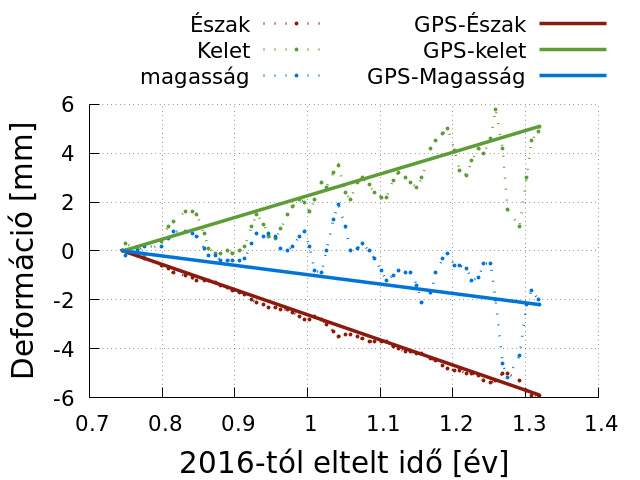 Észak GPS-Észak
Kelet GPS-kelet
magasság GPS-Magasság
Deformáció [mm]
6
4
2
0
-2
-4
-6
0.7 0.8 0.9 1 1.1 1.2 1.3 1.4
2016-tól eltelt idő [év]